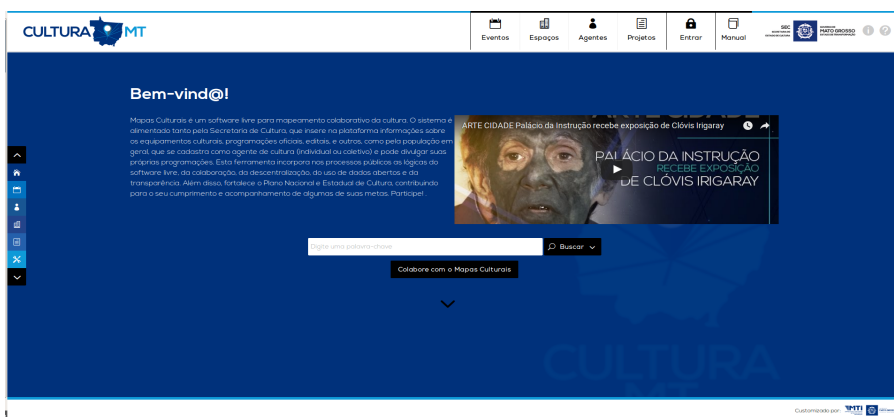 CULTURA MT
Eventos
Espaços
Agentes
Projetos
Entrar
Manual
SEC
MATO GROSSO
Bem-vind@!
Mapas Culturais é um software livre para mapeamento colaborativo da cultura. O sistema é
alimentado tanto pela Secretaria de Cultura, que insere na plataforma informações sobre
os equipamentos culturais, programações oficiais, editais, e outros, como pela população em
geral, que se cadastra como agente de cultura (individual ou coletivo) e pode divulgar suas
próprias programações. Esta ferramenta incorpora nos processos públicos as lógicas do
software livre, da colaboração, da descentralização, do uso de dados abertos e da
transparência. Além disso, fortalece o Plano Nacional e Estadual de Cultura, contribuindo
para o seu cumprimento e acompanhamento de algumas de suas metas. Participe! .
ARTE CIDADE Palácio da Instrução recebe exposição de Clóvis Irigaray
PALÁCIO DA INSTRUÇÃO
RECEBE EXPOSIÇÃO
DE CLÓVIS IRIGARAY
Digite uma palavra-chave
Buscar
Colabore com o Mapas Culturais
CULTURA
MT
Customizado por:
MTI